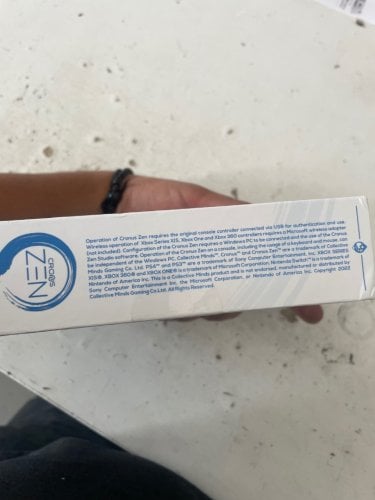 CRONUS
ZEN
Operation of Cronus Zen requires the original console controller connected via USB for authentication and use.
Wireless operation of Xbox Series X|S, Xbox One and Xbox 360 controllers requires a Microsoft wireless adapter
(not included). Configuration of the Cronus Zen requires a Windows PC to be connected and the use of the Cronus
Zen Studio software. Operation of the Cronus Zen on a console, including the usage of a keyboard and mouse, can
be independent of the Windows PC. Collective Minds™, Cronus™ and Cronus Zen™ are a trademark of Collective
Minds Gaming Co. Ltd. PS4™ and PS3™ are a trademark of Sony Computer Entertainment, Inc. XBOX SERIES
X|S®, XBOX 360® and XBOX ONE® is a trademark of Microsoft Corporation; Nintendo Switch™ is a trademark of
Nintendo of America Inc. This is a Collective Minds product and is not endorsed, manufactured or distributed by
Sony Computer Entertainment Inc, the Microsoft Corporation, or Nintendo of America Inc. Copyright 2022
Collective Minds Gaming Co Ltd. All Rights Reserved.